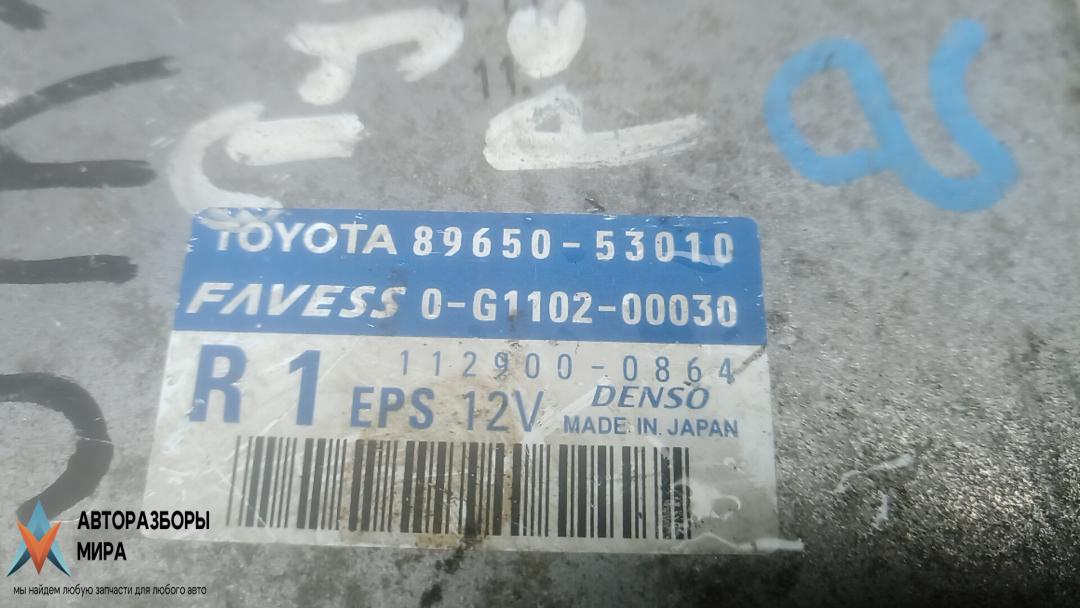 TOYOTA 89650-53010
FAVESS 0-G1102-00030
R1 112900-0864
EPS 12V DENSO
MADE IN JAPAN
АВТОРАЗБОРЫ
МИРА
мы найдем любую запчасти для любого авто